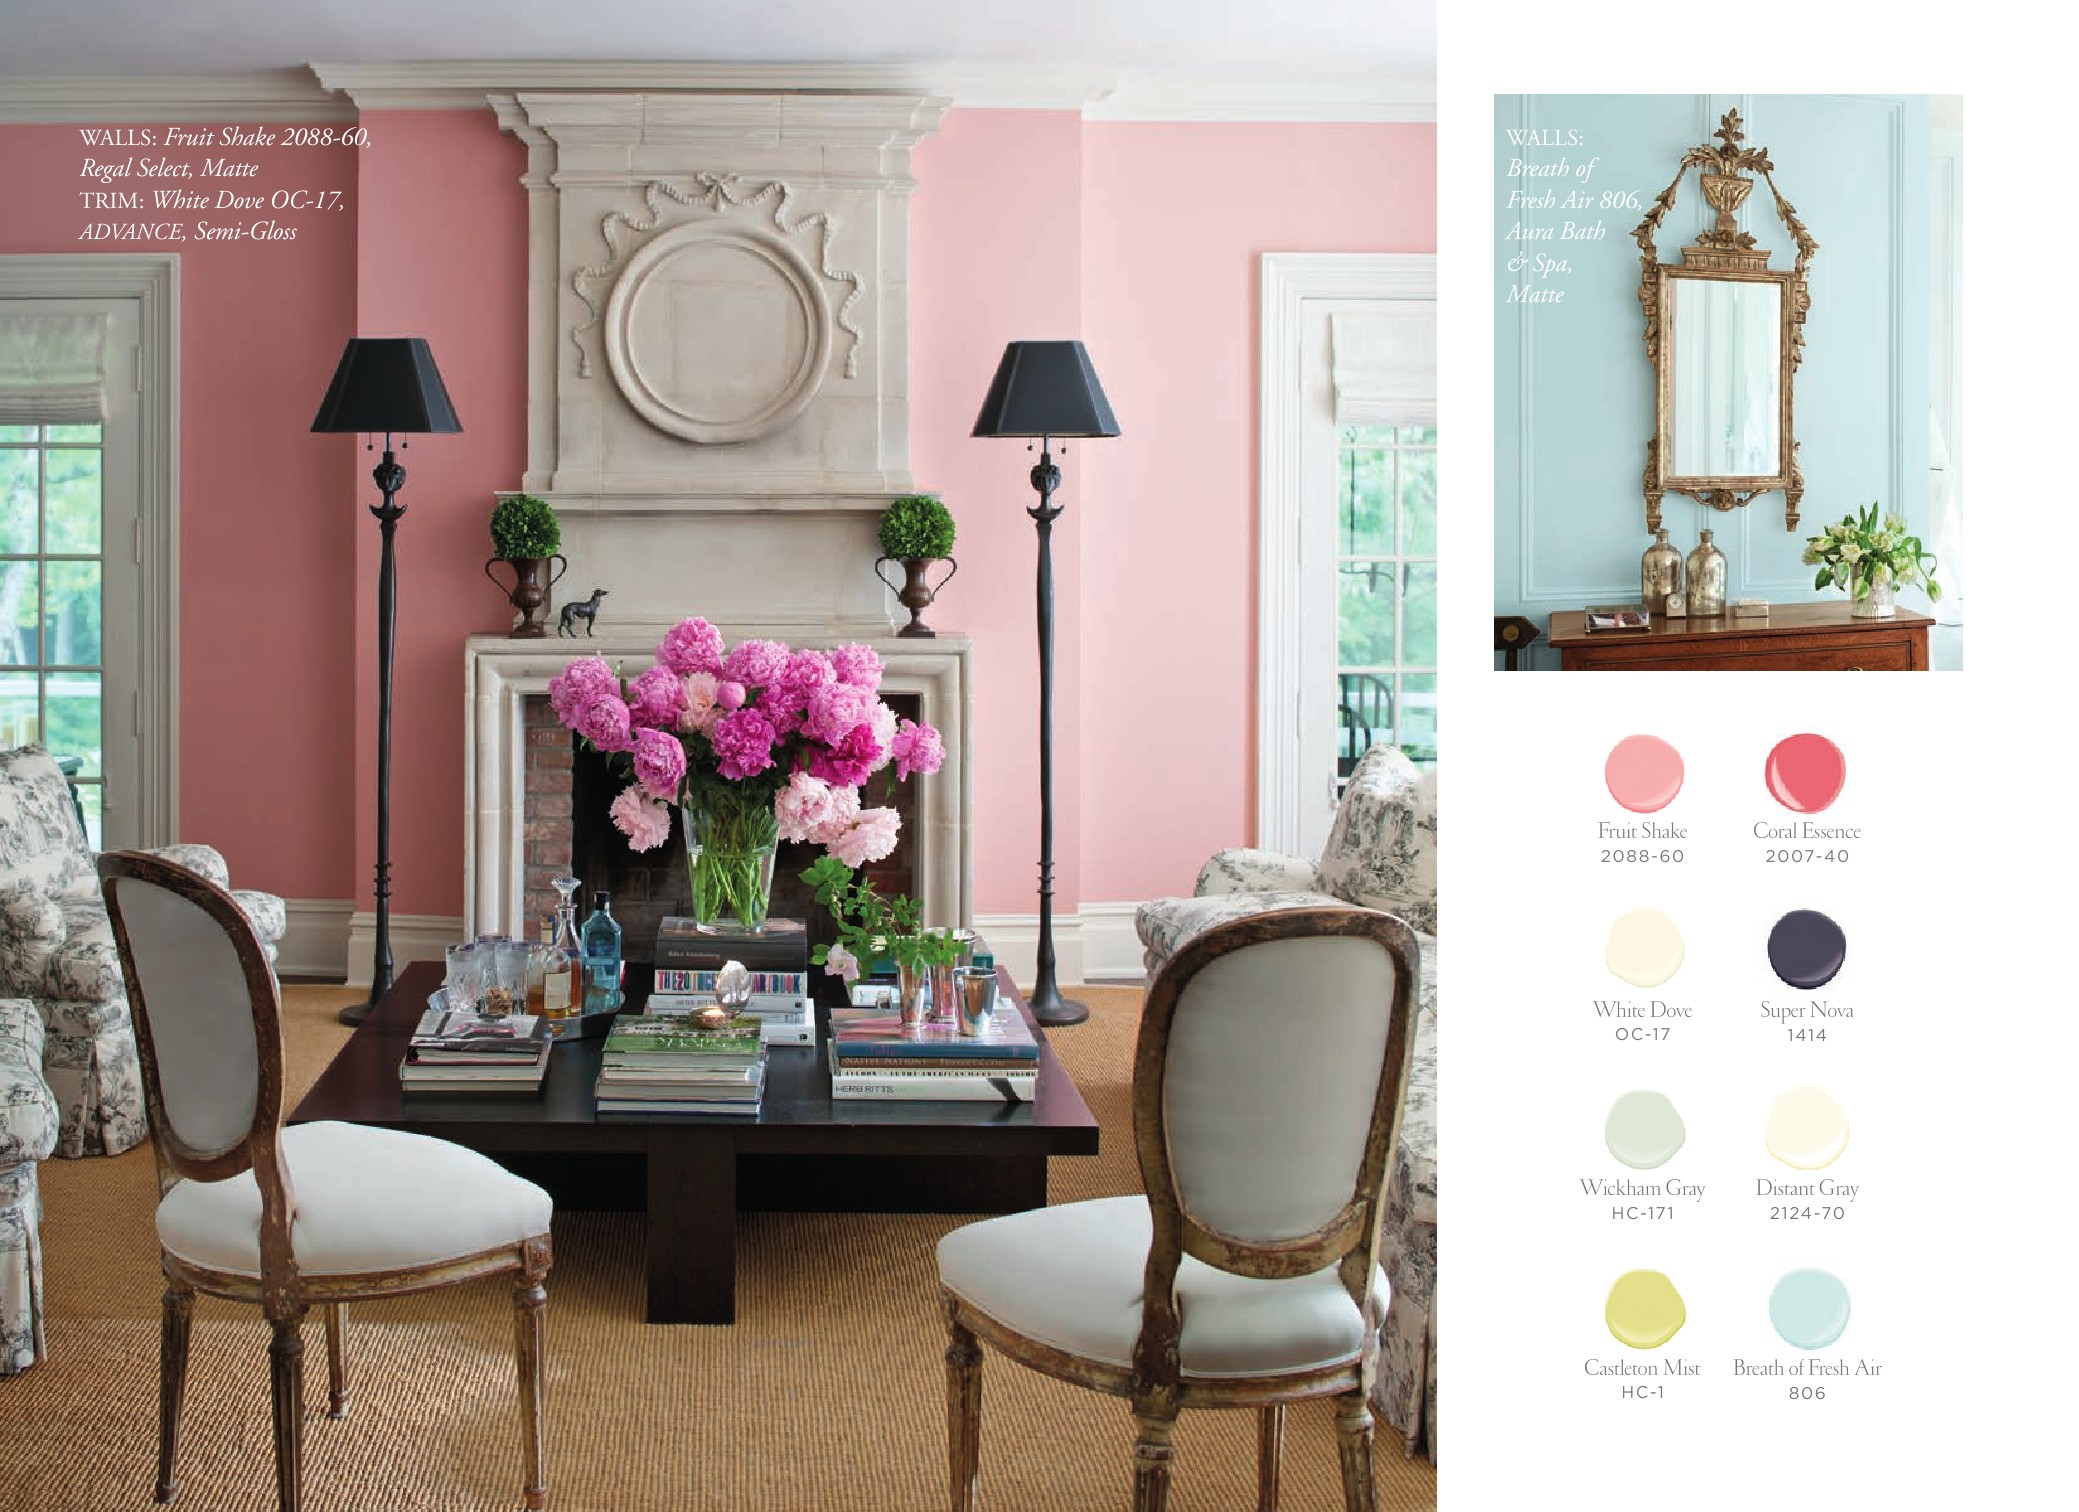 WALLS: Fruit Shake 2088-60,
Regal Select, Matte
TRIM: White Dove OC-17,
ADVANCE, Semi-Gloss
HERB RITTS
WALLS:
Breath of
Fresh Air 806,
Aura Bath
& Spa,
Matte
Fruit Shake
2088-60
Coral Essence
2007-40
White Dove
OC-17
Super Nova
1414
Wickham Gray
HC-171
Distant Gray
2124-70
Castleton Mist
HC-1
Breath of Fresh Air
806